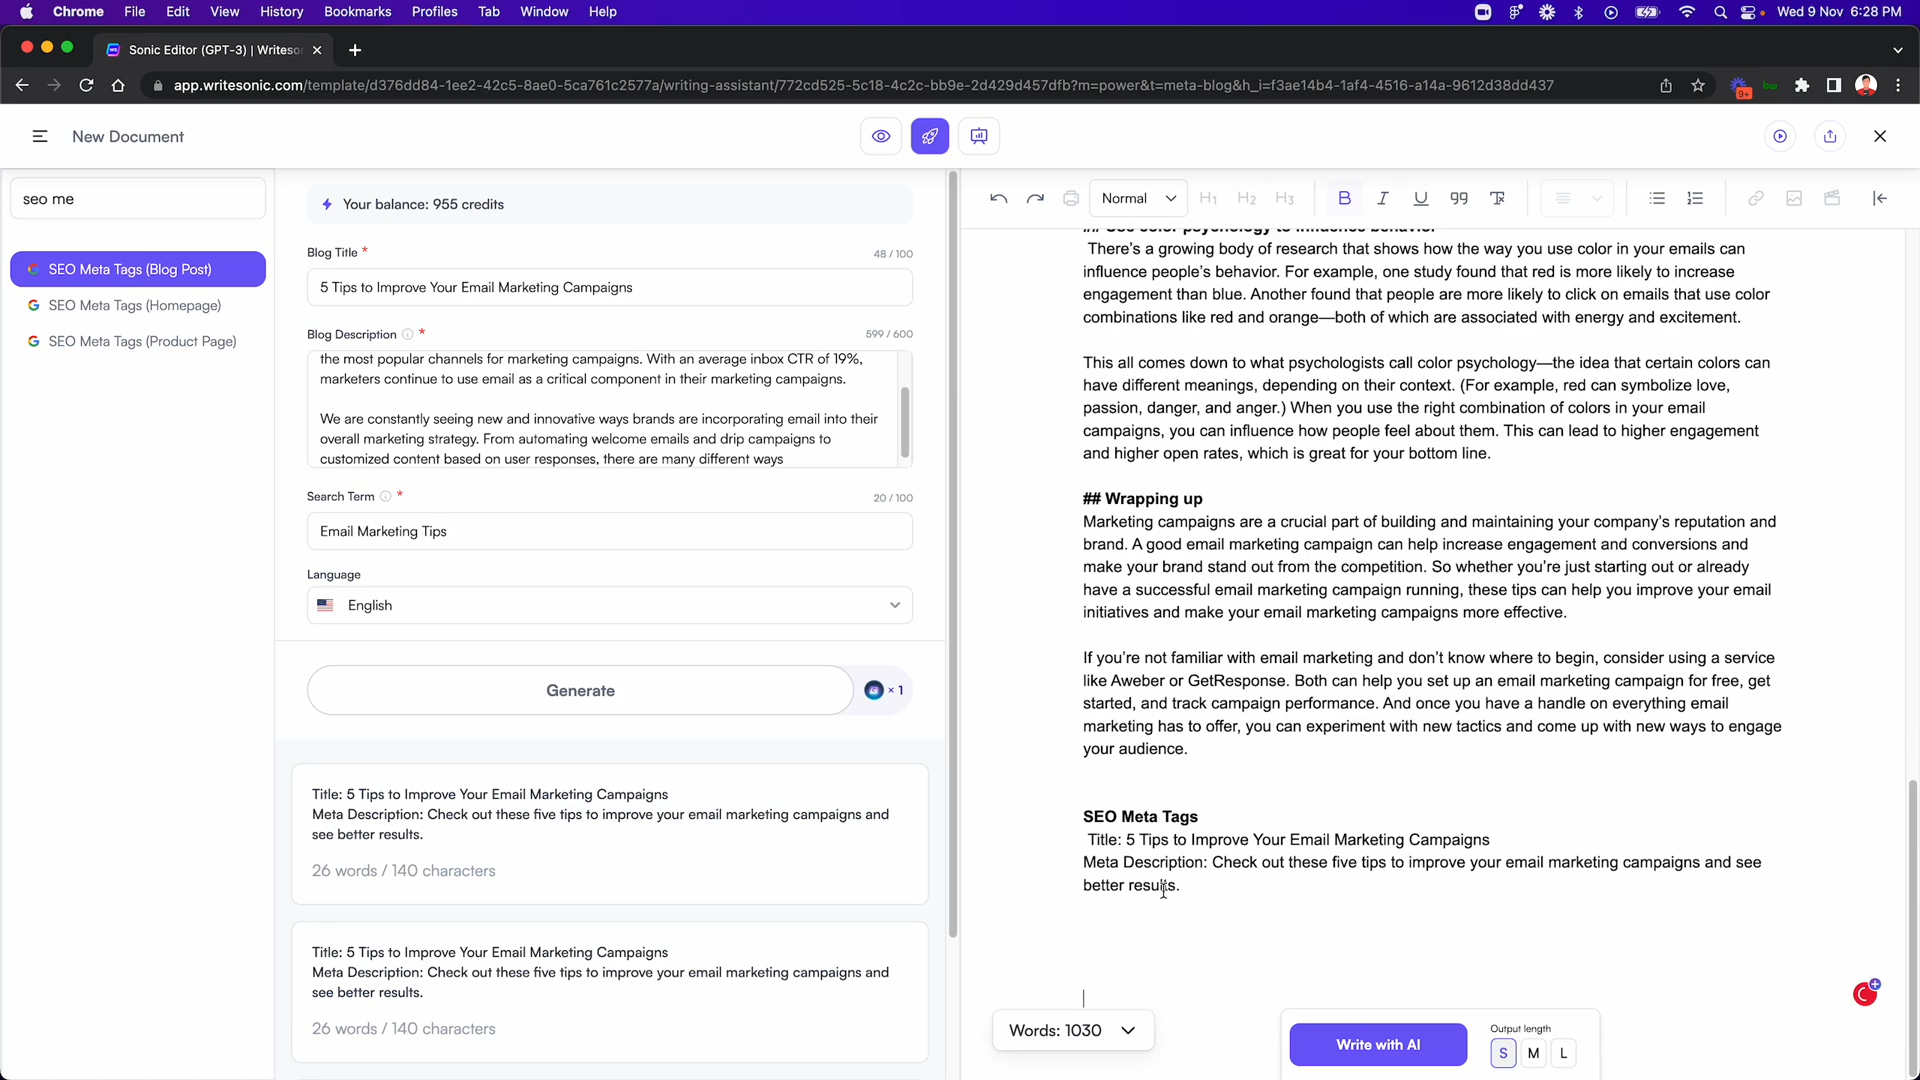 Chrome File Edit View History Bookmarks Profiles Tab Window Help
Wed 9 Nov 6:28 PM
Sonic Editor (GPT-3) | Writeso
app.writesonic.com/template/d376dd84-1ee2-42c5-8ae0-5ca761c2577a/writing-assistant/772cd525-5c18-4c2c-bb9e-2d429d457dfb?m=power&t=meta-blog&h_i=f3ae14b4-1af4-4516-a14a-9612d38dd437
9+
bw
New Document
seo me
SEO Meta Tags (Blog Post)
SEO Meta Tags (Homepage)
SEO Meta Tags (Product Page)
Your balance: 955 credits
Blog Title *
48 / 100
5 Tips to Improve Your Email Marketing Campaigns
Blog Description *
599 / 600
the most popular channels for marketing campaigns. With an average inbox CTR of 19%,
marketers continue to use email as a critical component in their marketing campaigns.
We are constantly seeing new and innovative ways brands are incorporating email into their
overall marketing strategy. From automating welcome emails and drip campaigns to
customized content based on user responses, there are many different ways
Search Term *
20 / 100
Email Marketing Tips
Language
English
Generate
× 1
Title: 5 Tips to Improve Your Email Marketing Campaigns
Meta Description: Check out these five tips to improve your email marketing campaigns and
see better results.
26 words / 140 characters
Title: 5 Tips to Improve Your Email Marketing Campaigns
Meta Description: Check out these five tips to improve your email marketing campaigns and
see better results.
26 words / 140 characters
Normal H1 H2 H3 B I U
## Use color psychology to influence behavior
There's a growing body of research that shows how the way you use color in your emails can
influence people's behavior. For example, one study found that red is more likely to increase
engagement than blue. Another found that people are more likely to click on emails that use color
combinations like red and orange—both of which are associated with energy and excitement.
This all comes down to what psychologists call color psychology—the idea that certain colors can
have different meanings, depending on their context. (For example, red can symbolize love,
passion, danger, and anger.) When you use the right combination of colors in your email
campaigns, you can influence how people feel about them. This can lead to higher engagement
and higher open rates, which is great for your bottom line.
## Wrapping up
Marketing campaigns are a crucial part of building and maintaining your company's reputation and
brand. A good email marketing campaign can help increase engagement and conversions and
make your brand stand out from the competition. So whether you're just starting out or already
have a successful email marketing campaign running, these tips can help you improve your email
initiatives and make your email marketing campaigns more effective.
If you're not familiar with email marketing and don't know where to begin, consider using a service
like Aweber or GetResponse. Both can help you set up an email marketing campaign for free, get
started, and track campaign performance. And once you have a handle on everything email
marketing has to offer, you can experiment with new tactics and come up with new ways to engage
your audience.
SEO Meta Tags
Title: 5 Tips to Improve Your Email Marketing Campaigns
Meta Description: Check out these five tips to improve your email marketing campaigns and see
better results.
Words: 1030
Write with AI
Output length
S M L